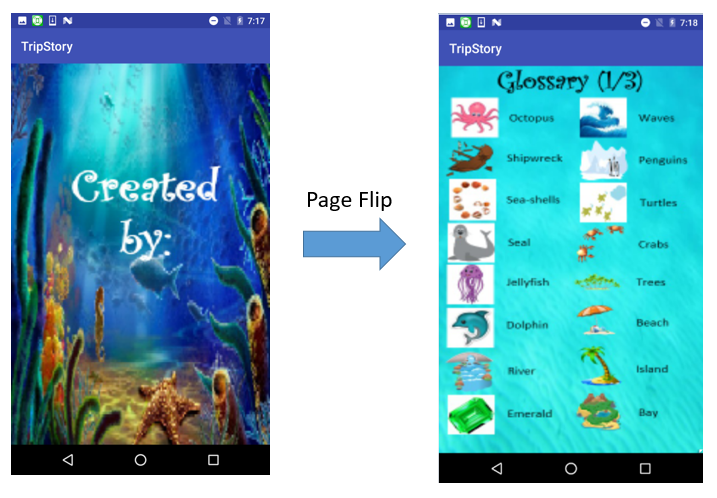 7:17
TripStory
Created
by:
Page Flip
7:18
TripStory
Glossary (1/3)
Octopus
Waves
Shipwreck
Penguins
Sea-shells
Turtles
Seal
Crabs
Jellyfish
Trees
Dolphin
Beach
River
Island
Emerald
Bay